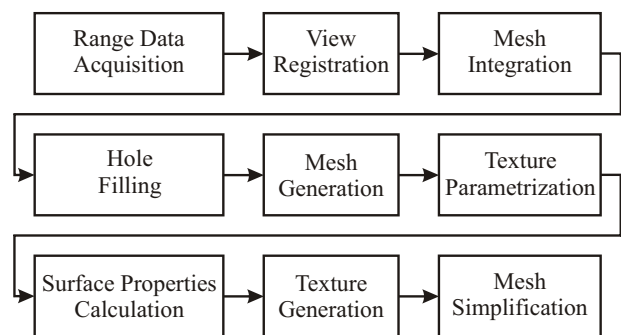 Range Data
Acquisition
View
Registration
Mesh
Integration
Hole
Filling
Mesh
Generation
Texture
Parametrization
Surface Properties
Calculation
Texture
Generation
Mesh
Simplification